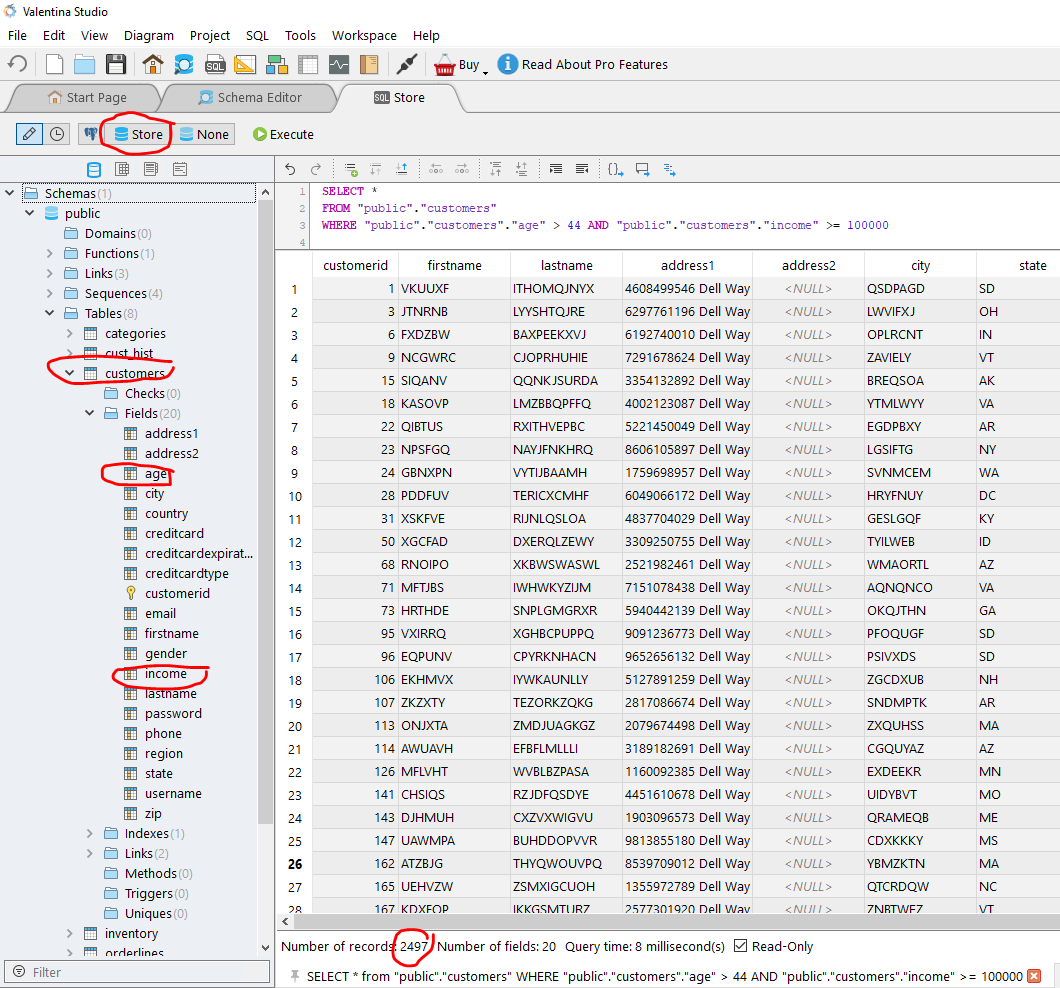 Valentina Studio
File Edit View Diagram Project SQL Tools Workspace Help
SQL Buy Read About Pro Features
Start Page Schema Editor SQL Store
Store None Execute
Schemas (1)
public
Domains (0)
Functions (1)
Links (3)
Sequences (4)
Tables (8)
categories
cust_hist
customers
Checks (0)
Fields (20)
address1
address2
age
city
country
creditcard
creditcardexpirat...
creditcardtype
customerid
email
firstname
gender
income
lastname
password
phone
region
state
username
zip
Indexes (1)
Links (2)
Methods (0)
Triggers (0)
Uniques (0)
inventory
orderlines
Filter
1 SELECT *
2 FROM "public"."customers"
3 WHERE "public"."customers"."age" > 44 AND "public"."customers"."income" >= 100000
4
customerid firstname lastname address1 address2 city state
1 1 VKUUXF ITHOMQJNYX 4608499546 Dell Way <NULL> QSDPAGD SD
2 3 JTNRNB LYYSHTQJRE 6297761196 Dell Way <NULL> LWVIFXJ OH
3 6 FXDZBW BAXPEEKXVJ 6192740010 Dell Way <NULL> OPLRCNT IN
4 9 NCGWRC CJOPRHUHIE 7291678624 Dell Way <NULL> ZAVIELY VT
5 15 SIQANV QQNKJSURDA 3354132892 Dell Way <NULL> BREQSOA AK
6 18 KASOVP LMZBBQPFFQ 4002123087 Dell Way <NULL> YTMLWYY VA
7 22 QIBTUS RXITHVEPBC 5221450049 Dell Way <NULL> EGDPBXY AR
8 23 NPSFGQ NAYJFNKHRQ 8606105897 Dell Way <NULL> LGSIFTG NY
9 24 GBNXPN VYTIJBAAMH 1759698957 Dell Way <NULL> SVNMCEM WA
10 28 PDDFUV TERICXCMHF 6049066172 Dell Way <NULL> HRYFNUY DC
11 31 XSKFVE RIJNLQSLOA 4837704029 Dell Way <NULL> GESLGQF KY
12 50 XGCFAD DXERQLZEWY 3309250755 Dell Way <NULL> TYILWEB ID
13 68 RNOIPO XKBWSWASWL 2521982461 Dell Way <NULL> WMAORTL AZ
14 71 MFTJBS IWHWKYZIJM 7151078438 Dell Way <NULL> AQNQNCO VA
15 73 HRTHDE SNPLGMGRXR 5940442139 Dell Way <NULL> OKQJTHN GA
16 95 VXIRRQ XGHBCPUPPQ 9091236773 Dell Way <NULL> PFOQUGF SD
17 96 EQPUNV CPYRKNHACN 9652656132 Dell Way <NULL> PSIVXDS SD
18 106 EKHMVX IYWKAUNLLY 5127891259 Dell Way <NULL> ZGCDXUB NH
19 107 ZKZXTY TEZORKZQKG 2817086674 Dell Way <NULL> SNDMPTK AR
20 113 ONJXTA ZMDJUAGKGZ 2079674498 Dell Way <NULL> ZXQUHSS MA
21 114 AWUAVH EFBFLMLLLI 3189182691 Dell Way <NULL> CGQUYAZ AZ
22 126 MFLVHT WVBLBZPASA 1160092385 Dell Way <NULL> EXDEEKR MN
23 141 CHSIQS RZJDFQSDYE 4451610678 Dell Way <NULL> UIDYBVT MO
24 143 DJHMUH CXZVXWIGVU 1903096573 Dell Way <NULL> QRAMEQB ME
25 147 UAWMPA BUHDDOPVVR 9813855180 Dell Way <NULL> CDXKKKY MS
26 162 ATZBJG THYQWOUVPQ 8539709012 Dell Way <NULL> YBMZKTN MA
27 165 UEHVZW ZSMXIGCUOH 1355972789 Dell Way <NULL> QTCRDQW NC
28 167 KDXFOP IKKGSMTURZ 2577301920 Dell Way <NULL> ZNBTWFZ VT
Number of records: 2497 Number of fields: 20 Query time: 8 millisecond(s) Read-Only
SELECT * from "public"."customers" WHERE "public"."customers"."age" > 44 AND "public"."customers"."income" >= 100000